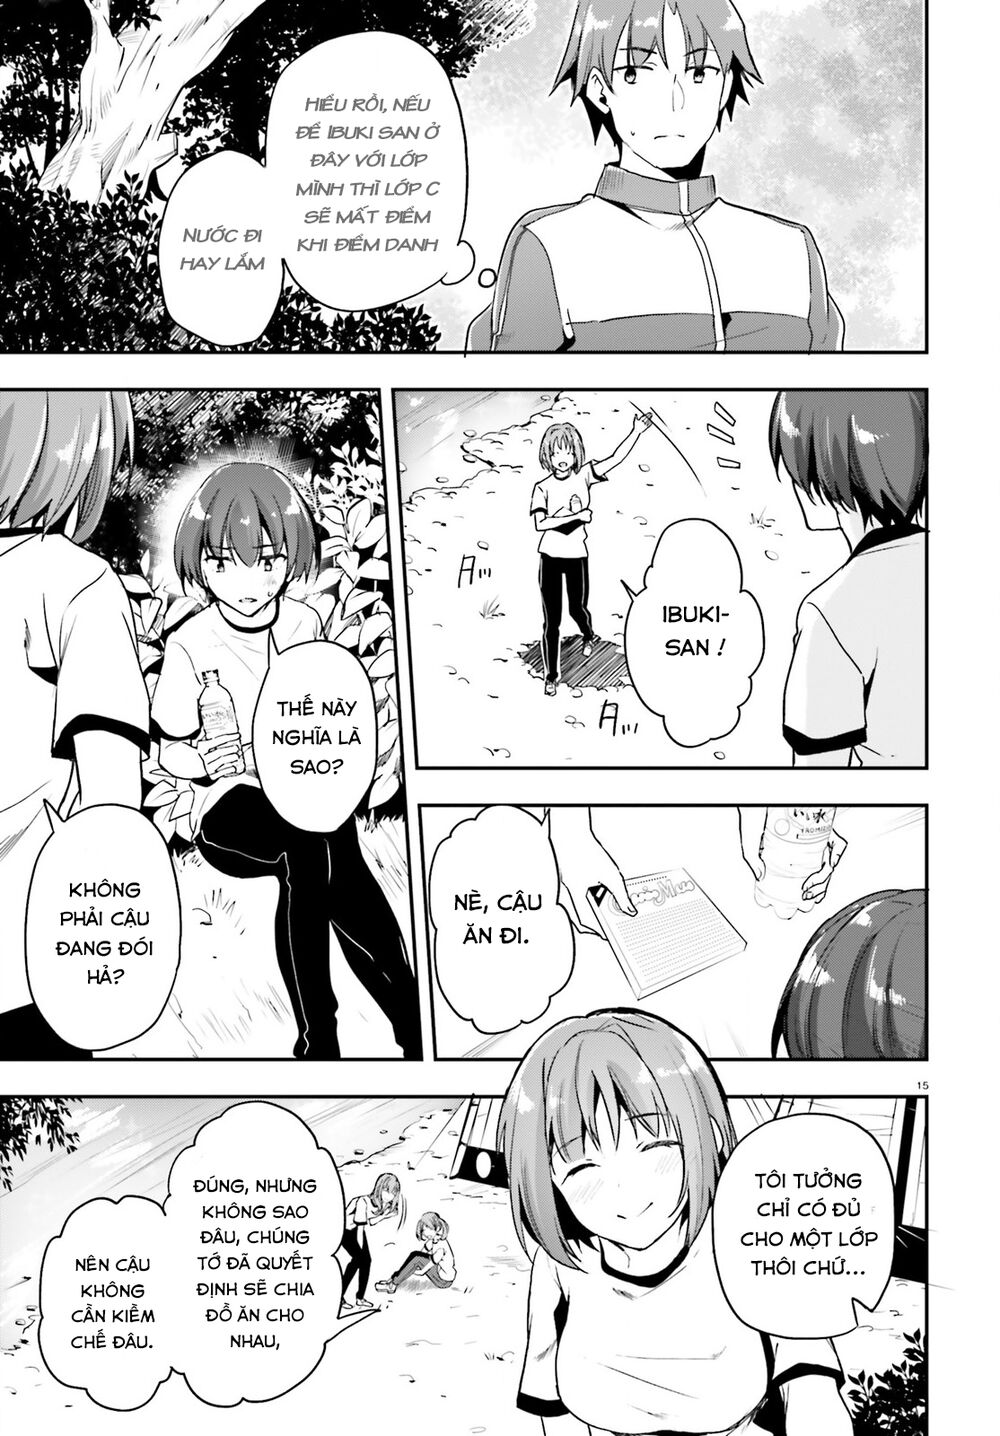 HIỂU RỒI, NẾU
ĐỂ IBUKI SAN Ở
ĐÂY VỚI LỚP
MÌNH THÌ LỚP C
SẼ MẤT ĐIỂM
KHI ĐIỂM DANH
NƯỚC ĐI
HAY LẮM
IBUKI-
SAN !
THẾ NÀY
NGHĨA LÀ
SAO?
KHÔNG
PHẢI CẬU
ĐANG ĐÓI
HẢ?
NÈ, CẬU
ĂN ĐI.
15
TÔI TƯỞNG
CHỈ CÓ ĐỦ
CHO MỘT LỚP
THÔI CHỨ...
ĐÚNG, NHƯNG
KHÔNG SAO
ĐÂU, CHÚNG
TỚ ĐÃ QUYẾT
ĐỊNH SẼ CHIA
ĐỒ ĂN CHO
NHAU,
NÊN CẬU
KHÔNG
CẦN KIỀM
CHẾ ĐÂU.